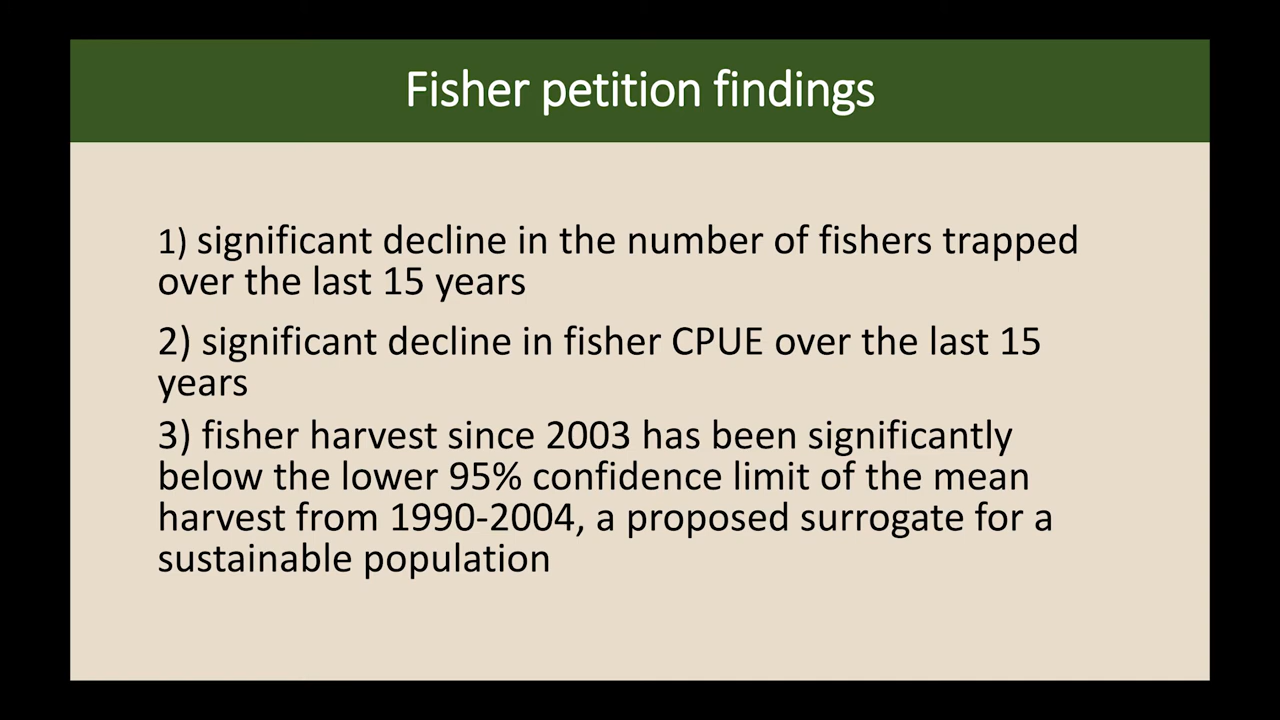 Fisher petition findings
1) significant decline in the number of fishers trapped
over the last 15 years
2) significant decline in fisher CPUE over the last 15
years
3) fisher harvest since 2003 has been significantly
below the lower 95% confidence limit of the mean
harvest from 1990-2004, a proposed surrogate for a
sustainable population